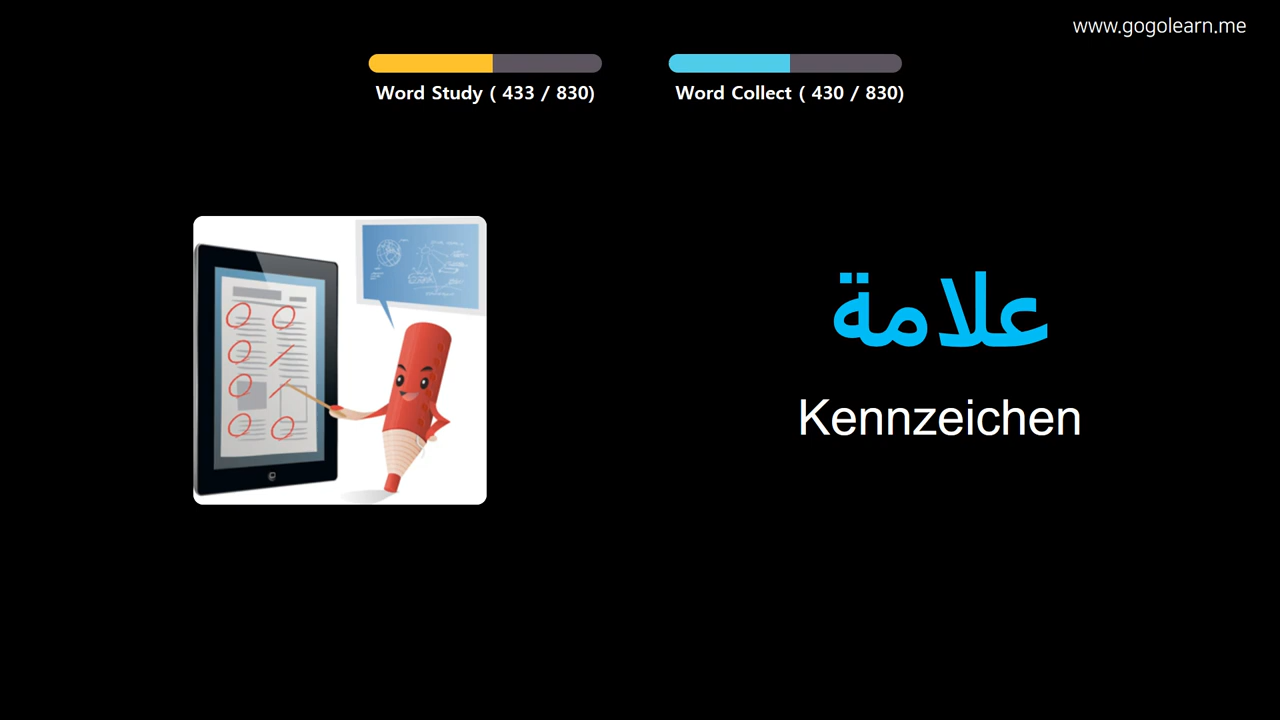 www.gogolearn.me
Word Study ( 433 / 830)
Word Collect ( 430 / 830)
علامة
Kennzeichen